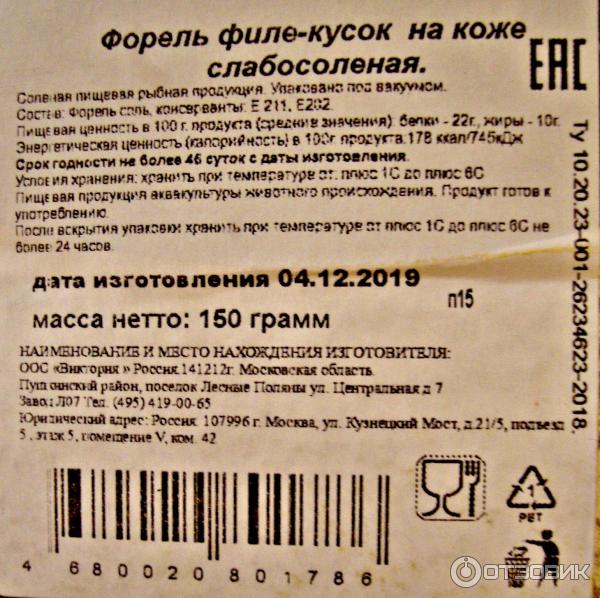 Форель филе-кусок на коже
слабосоленая.
EAC
Соленая пищевая рыбная продукция. Упаковано под вакуумом.
Состав: Форель соль, консерванты: Е 211, Е202.
Пищевая ценность в 100 г. продукта (средние значения): белки - 22г., жиры - 10г.
Энергетическая ценность (калорийность) в 100г продукта:178 ккал/745кДж
Срок годности не более 45 суток с даты изготовления.
Условия хранения: хранить при температуре от плюс 1С до плюс 6С
Пищевая продукция аквакультуры животного происхождения. Продукт готов к
употреблению.
После вскрытия упаковки хранить при температуре от плюс 1С до плюс 6С не
более 24 часов.
Ту 10.20.23-001-26234623-2018.
дата изготовления 04.12.2019
п15
масса нетто: 150 грамм
НАИМЕНОВАНИЕ И МЕСТО НАХОЖДЕНИЯ ИЗГОТОВИТЕЛЯ:
ООО «Виктория » Россия.141212г. Московская область.
Пушкинский район, поселок Лесные Поляны ул. Центральная д 7
Завод Л07 Тел. (495) 419-00-65
Юридический адрес: Россия. 107996 г. Москва, ул. Кузнецкий Мост, д.21/5, подъезд
5 , этаж 5, помещение V, ком. 42
4 680020 801786
1
PET
ОТЗОВИК